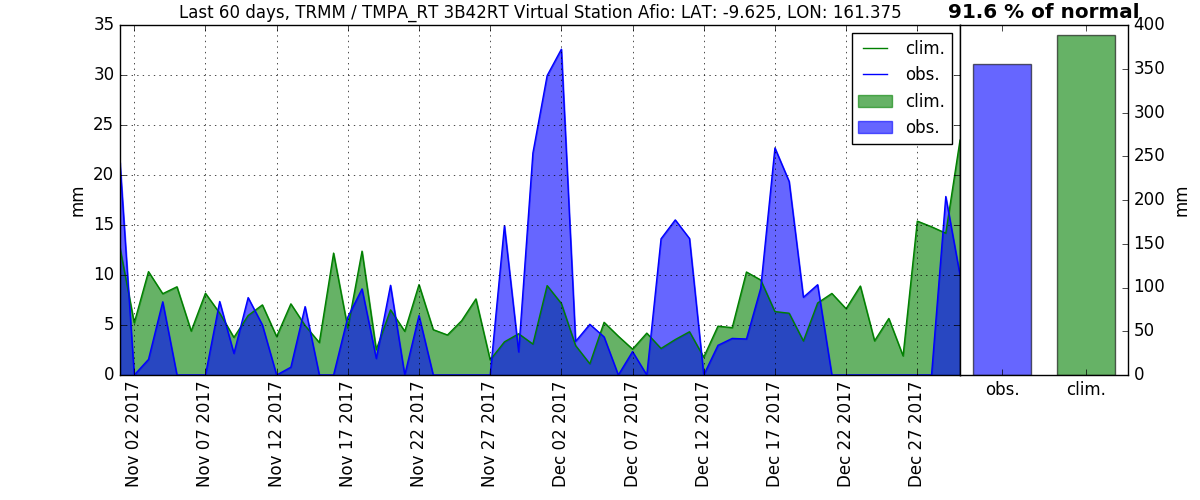 Last 60 days, TRMM / TMPA_RT 3B42RT Virtual Station Afio: LAT: -9.625, LON: 161.375
91.6 % of normal
35
30
25
20
15
10
5
0
mm
clim.
obs.
clim.
obs.
400
350
300
250
200
150
100
50
0
mm
Nov 02 2017
Nov 07 2017
Nov 12 2017
Nov 17 2017
Nov 22 2017
Nov 27 2017
Dec 02 2017
Dec 07 2017
Dec 12 2017
Dec 17 2017
Dec 22 2017
Dec 27 2017
obs.
clim.